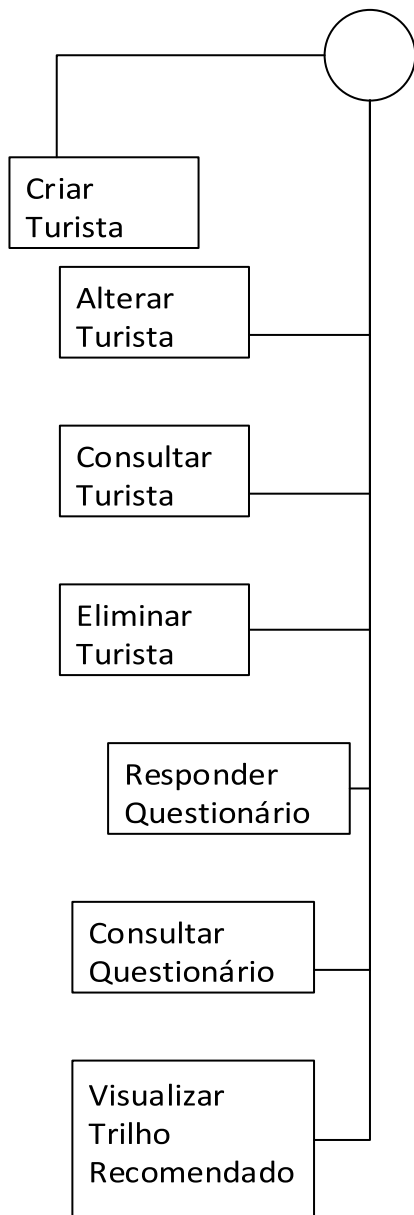 Criar
Turista
Alterar
Turista
Consultar
Turista
Eliminar
Turista
Responder
Questionário
Consultar
Questionário
Visualizar
Trilho
Recomendado